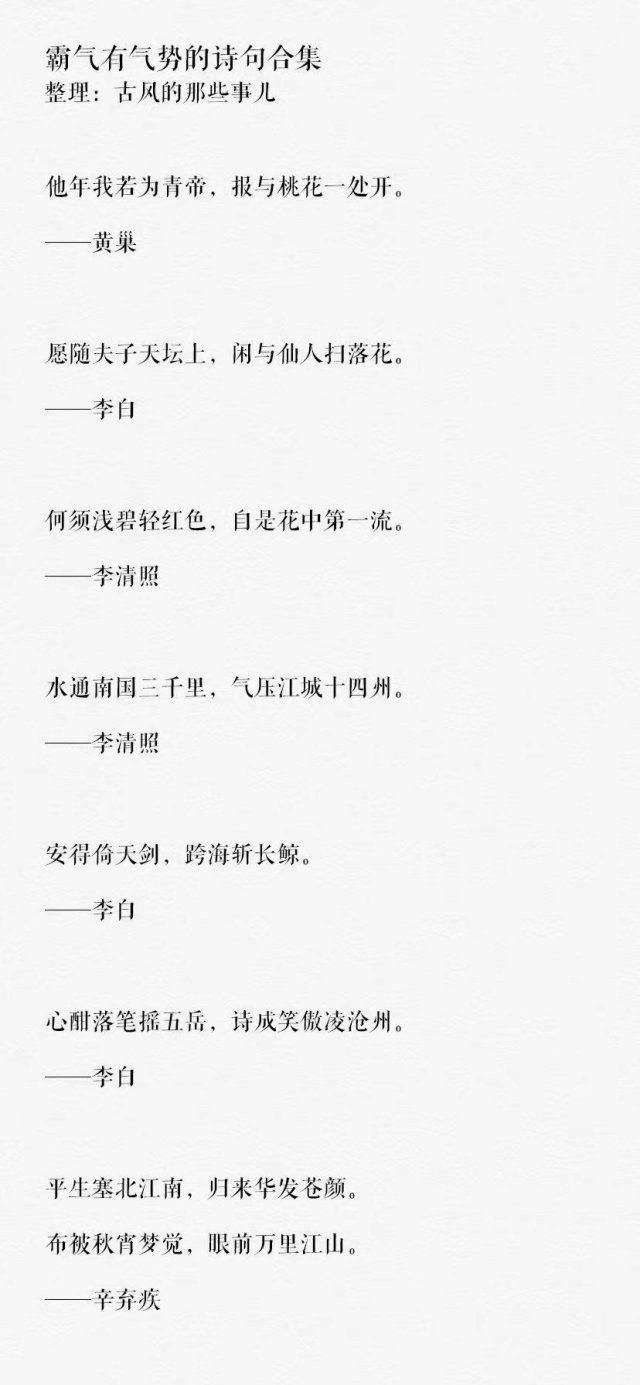 霸气有气势的诗句合集
整理：古风的那些事儿
他年我若为青帝，报与桃花一处开。
——黄巢
愿随夫子天坛上，闲与仙人扫落花。
——李白
何须浅碧轻红色，自是花中第一流。
——李清照
水通南国三千里，气压江城十四州。
——李清照
安得倚天剑，跨海斩长鲸。
——李白
心酣落笔摇五岳，诗成笑傲凌沧州。
——李白
平生塞北江南，归来华发苍颜。
布被秋宵梦觉，眼前万里江山。
——辛弃疾